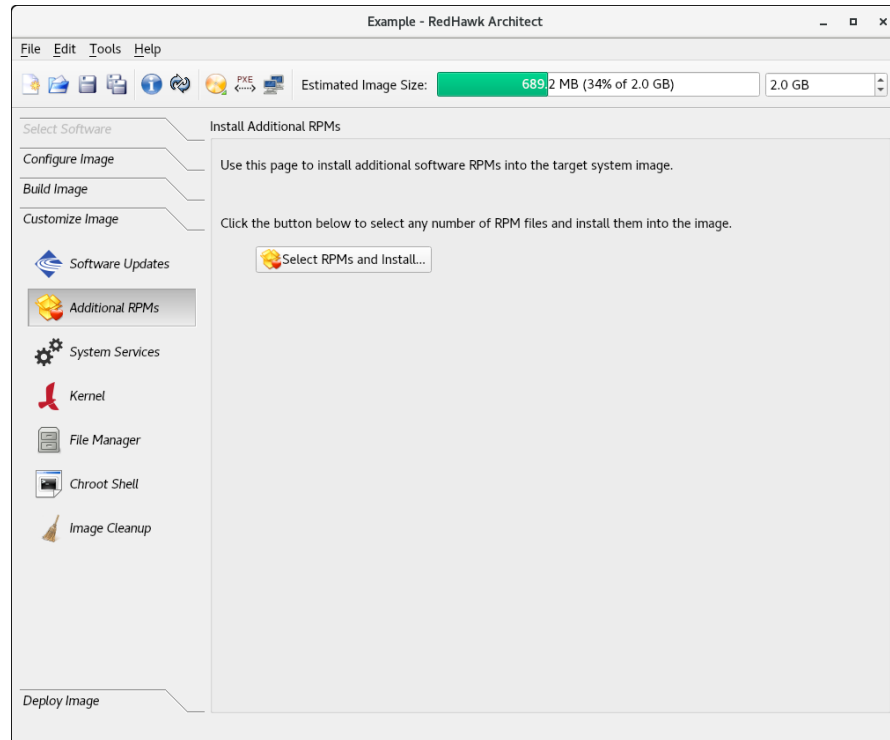 Example - RedHawk Architect
File Edit Tools Help
PXE
Estimated Image Size: 689.2 MB (34% of 2.0 GB) 2.0 GB
Select Software
Configure Image
Build Image
Customize Image
Software Updates
Additional RPMs
System Services
Kernel
File Manager
Chroot Shell
Image Cleanup
Deploy Image
Install Additional RPMs
Use this page to install additional software RPMs into the target system image.
Click the button below to select any number of RPM files and install them into the image.
Select RPMs and Install...